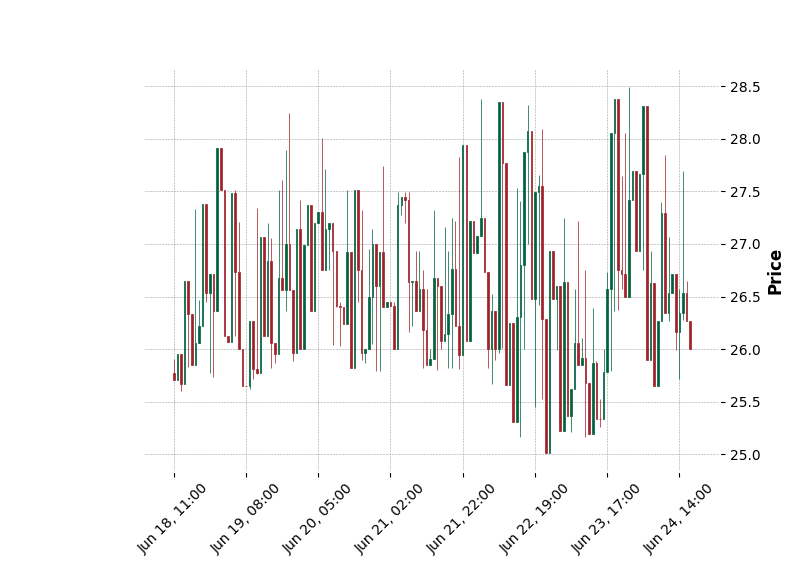 28.5
28.0
27.5
27.0
26.5
26.0
25.5
25.0
Price
Jun 18, 11:00
Jun 19, 08:00
Jun 20, 05:00
Jun 21, 02:00
Jun 21, 22:00
Jun 22, 19:00
Jun 23, 17:00
Jun 24, 14:00